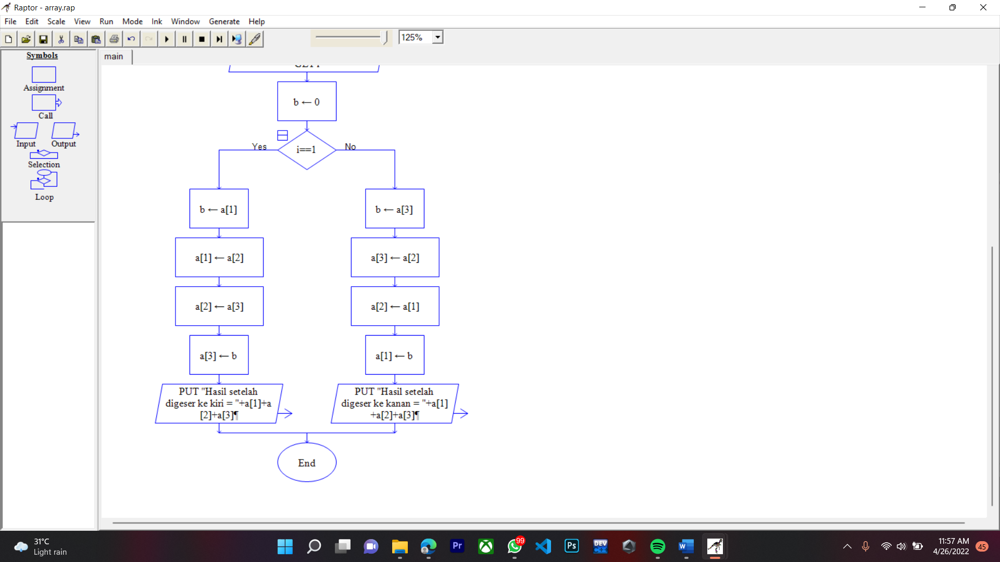 Raptor - array.rap
File Edit Scale View Run Mode Ink Window Generate Help
125%
Symbols
Assignment
Call
Input Output
Selection
Loop
main
b ← 0
Yes
i==1
No
b ← a[1]
b ← a[3]
a[1] ← a[2]
a[3] ← a[2]
a[2] ← a[3]
a[2] ← a[1]
a[3] ← b
a[1] ← b
PUT "Hasil setelah
digeser ke kiri = "+a[1]+a
[2]+a[3]¶
PUT "Hasil setelah
digeser ke kanan = "+a[1]
+a[2]+a[3]¶
End
31°C
Light rain
Pr
99
Ps
DEV
W
11:57 AM
4/26/2022
45